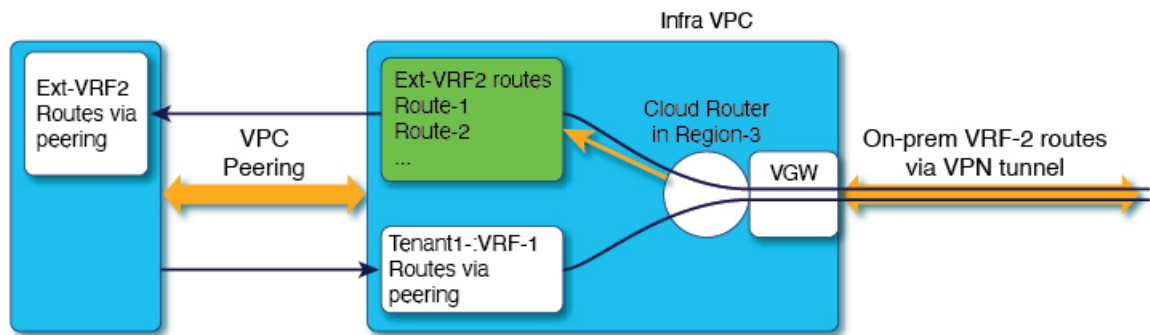 Infra VPC
Ext-VRF2
Routes via
peering
VPC
Peering
Ext-VRF2 routes
Route-1
Route-2
...
Cloud Router
in Region-3
VGW
On-prem VRF-2 routes
via VPN tunnel
Tenant1-:VRF-1
Routes via
peering